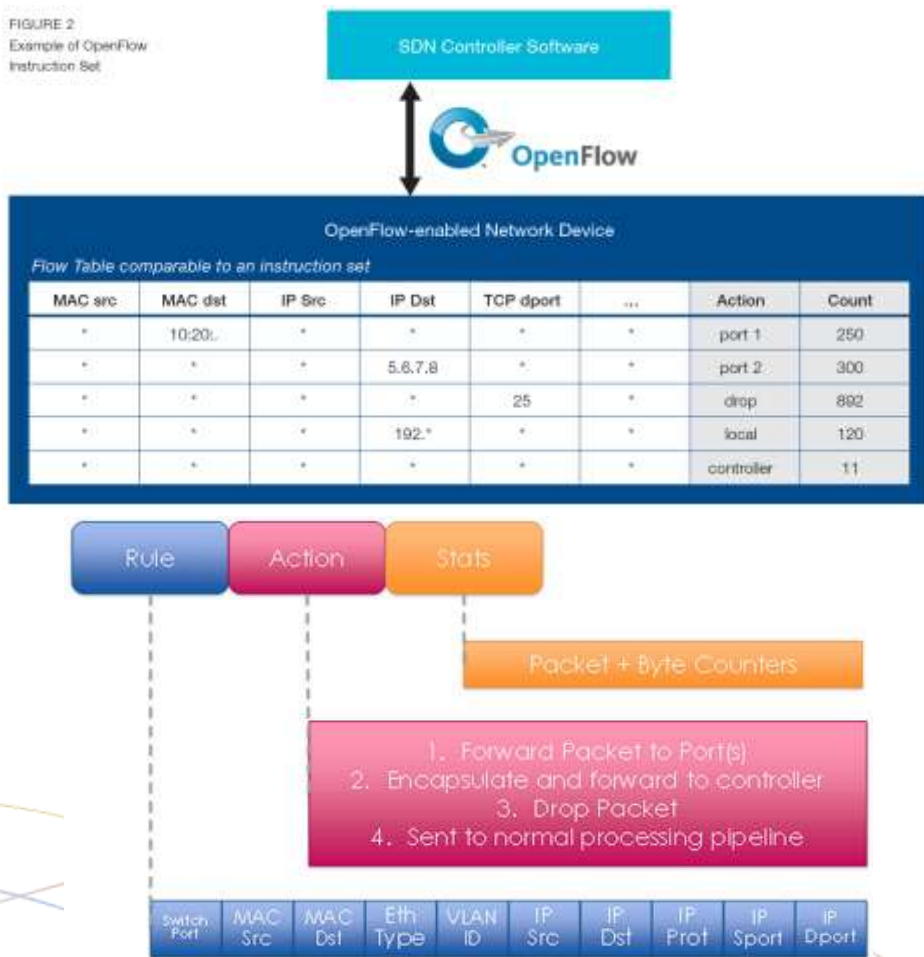 FIGURE 2
Example of OpenFlow
Instruction Set
SDN Controller Software
OpenFlow
OpenFlow-enabled Network Device
Flow Table comparable to an instruction set
MAC src MAC dst IP Src IP Dst TCP dport ... Action Count
* 10:20:. * * * * port 1 250
* * * 5.6.7.8 * * port 2 300
* * * * 25 * drop 892
* * * 192.* * * local 120
* * * * * * controller 11
Rule Action Stats
Packet + Byte Counters
1. Forward Packet to Port(s)
2. Encapsulate and forward to controller
3. Drop Packet
4. Sent to normal processing pipeline
Switch Port MAC Src MAC Dst Eth Type VLAN ID IP Src IP Dst IP Prot IP Sport IP Dport